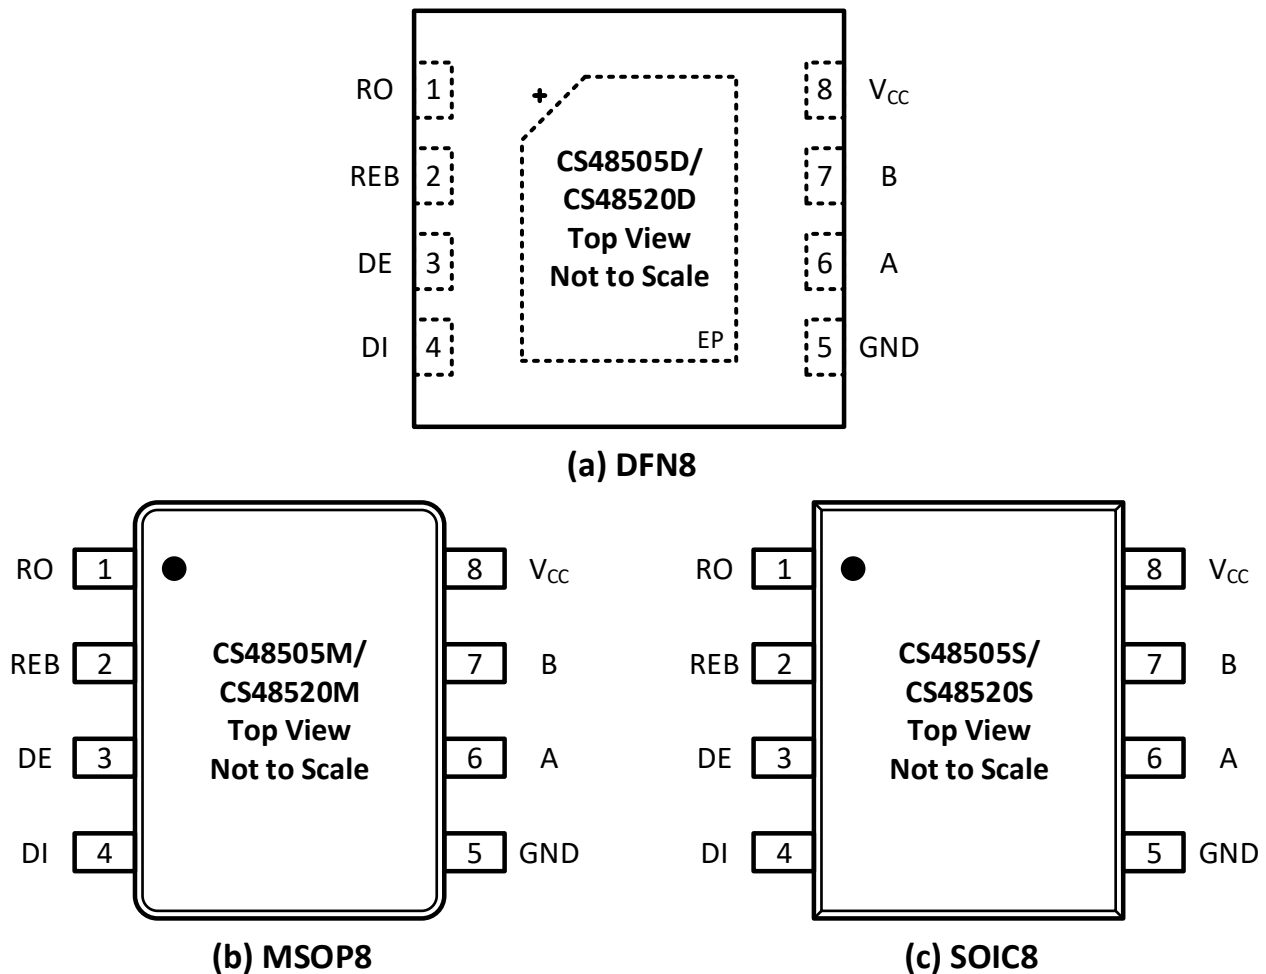 RO 1 8 VCC
+
REB 2 CS48505D/ 7 B
CS48520D
Top View
DE 3 Not to Scale 6 A
DI 4 EP 5 GND
(a) DFN8
RO 1 8 VCC
REB 2 CS48505M/ 7 B
CS48520M
Top View
DE 3 Not to Scale 6 A
DI 4 5 GND
(b) MSOP8
RO 1 8 VCC
REB 2 CS48505S/ 7 B
CS48520S
Top View
DE 3 Not to Scale 6 A
DI 4 5 GND
(c) SOIC8